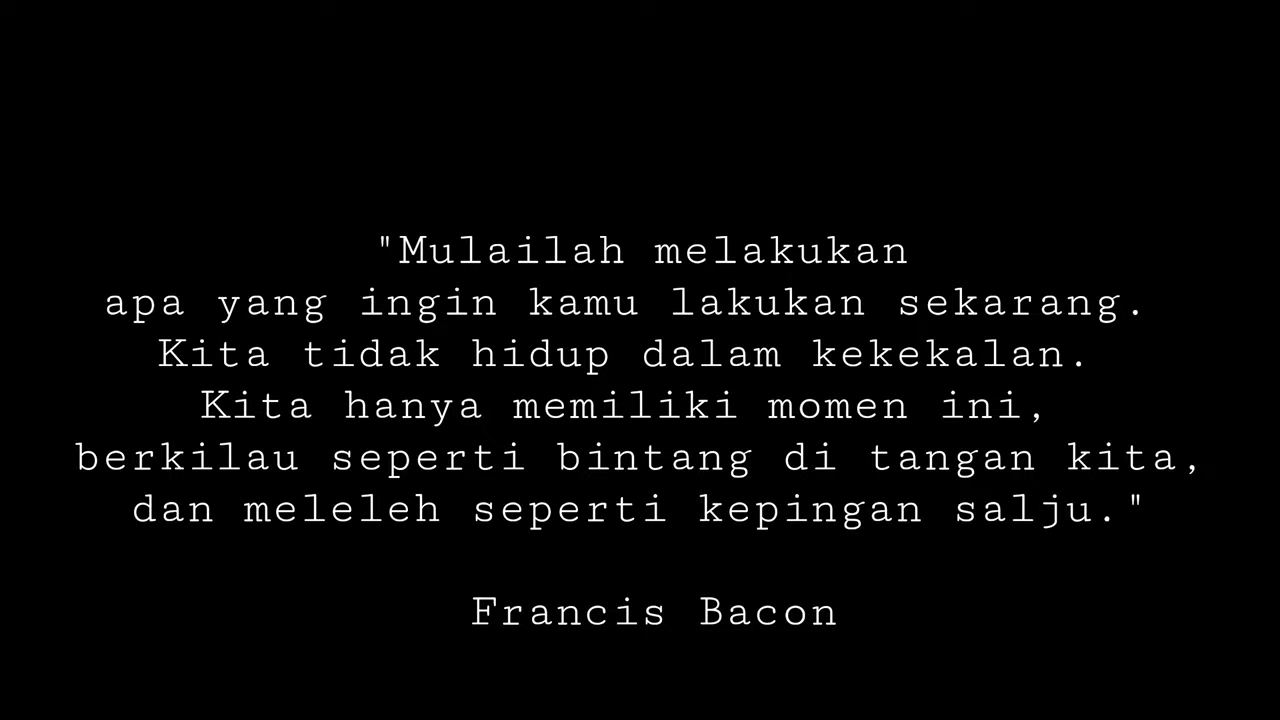 "Mulailah melakukan
apa yang ingin kamu lakukan sekarang.
Kita tidak hidup dalam kekekalan.
Kita hanya memiliki momen ini,
berkilau seperti bintang di tangan kita,
dan meleleh seperti kepingan salju."
Francis Bacon